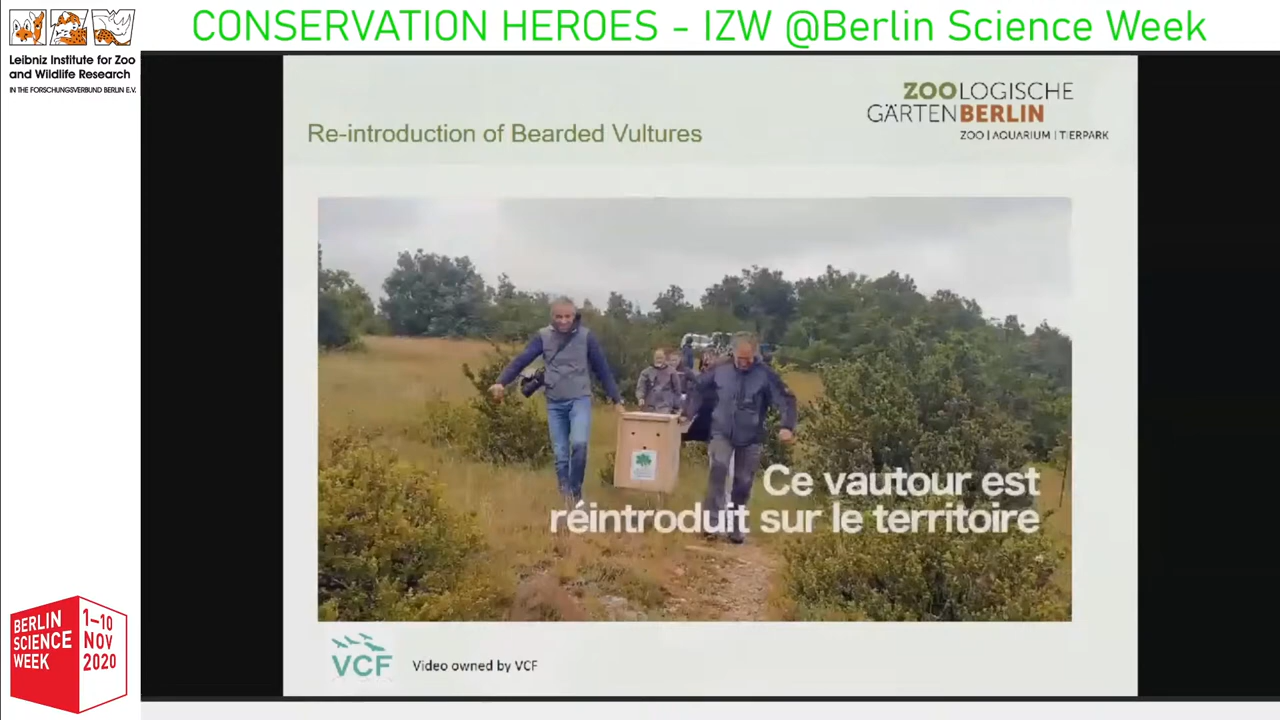 CONSERVATION HEROES - IZW @Berlin Science Week
Leibniz Institute for Zoo
and Wildlife Research
IN THE FORSCHUNGSVERBUND BERLIN E.V.
ZOOLOGISCHE
GÄRTENBERLIN
ZOO | AQUARIUM | TIERPARK
Re-introduction of Bearded Vultures
Ce vautour est
réintroduit sur le territoire
BERLIN
SCIENCE
WEEK
1–10
NOV
2020
VCF
Video owned by VCF